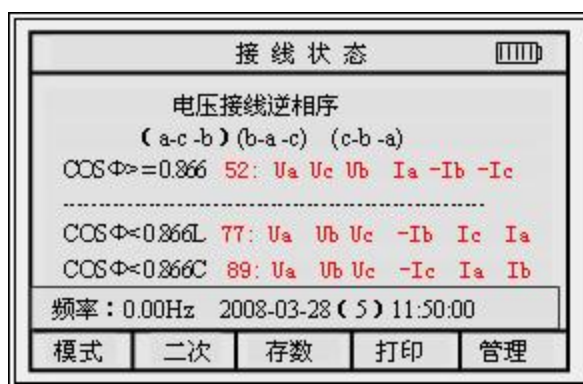 接线状态
电压接线逆相序
(a-c-b)(b-a-c) (c-b-a)
COSΦ>=0.866 52: Ua Uc Ub Ia -Ib -Ic
COSΦ<0.866L 77: Ua Ub Uc -Ib Ic Ia
COSΦ<0.866C 89: Ua Ub Uc -Ic Ia Ib
频率：0.00Hz 2008-03-28(5)11:50:00
模式 二次 存数 打印 管理